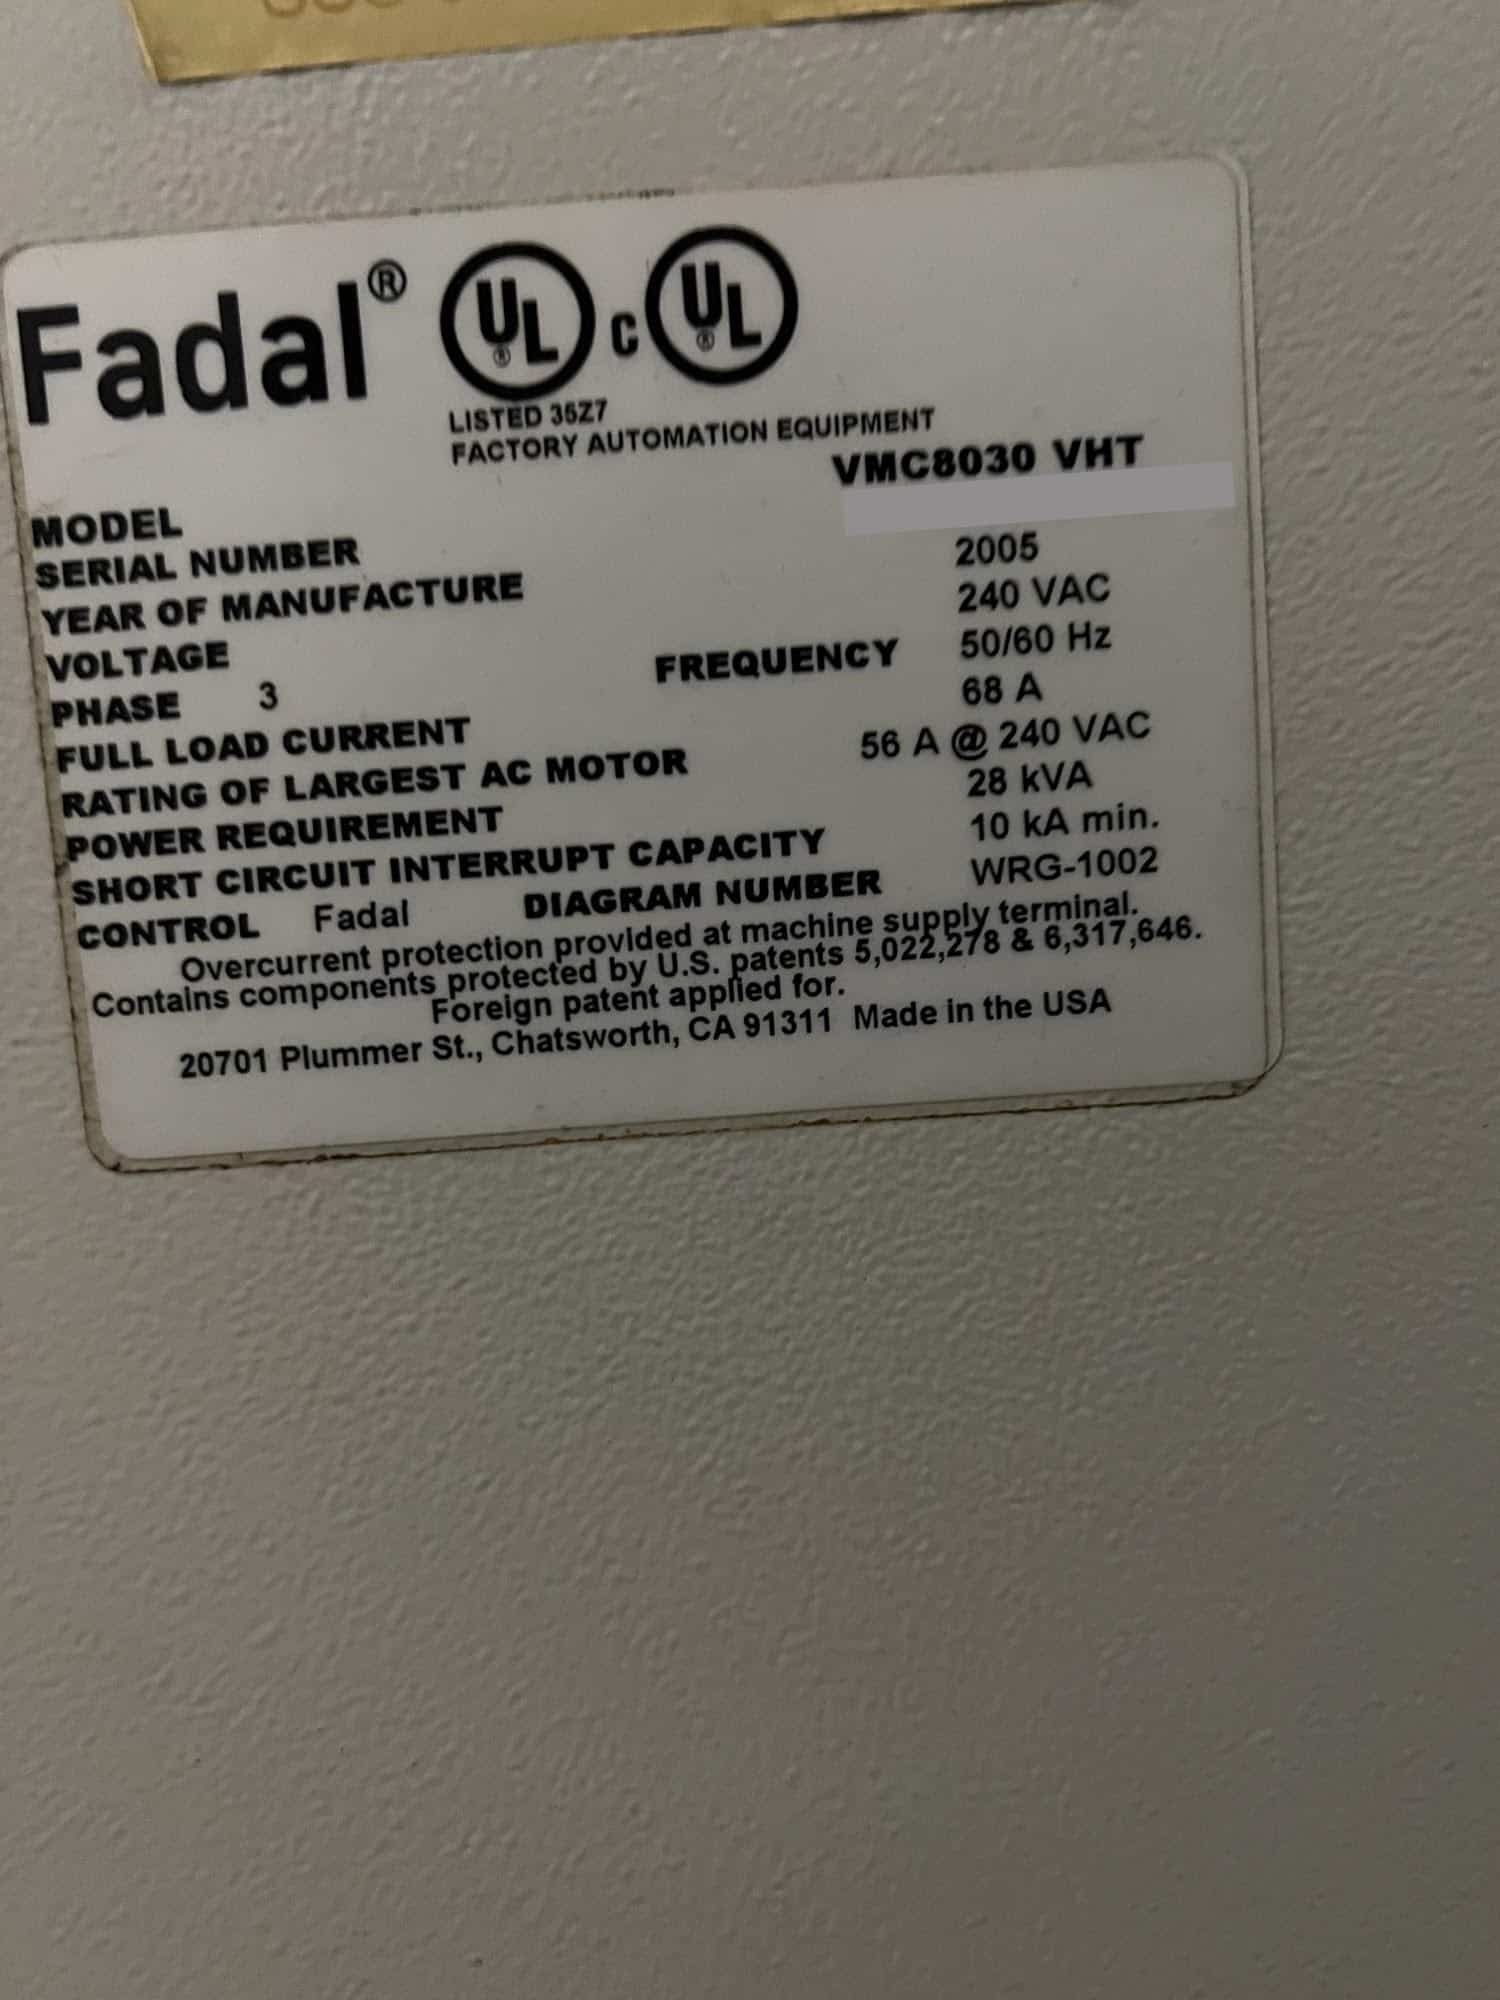 Fadal® UL® c UL®
LISTED 35Z7
FACTORY AUTOMATION EQUIPMENT
MODEL VMC8030 VHT
SERIAL NUMBER
YEAR OF MANUFACTURE 2005
VOLTAGE 240 VAC
PHASE 3 FREQUENCY 50/60 Hz
FULL LOAD CURRENT 68 A
RATING OF LARGEST AC MOTOR 56 A @ 240 VAC
POWER REQUIREMENT 28 kVA
SHORT CIRCUIT INTERRUPT CAPACITY 10 kA min.
CONTROL Fadal DIAGRAM NUMBER WRG-1002
Overcurrent protection provided at machine supply terminal.
Contains components protected by U.S. patents 5,022,278 & 6,317,646.
Foreign patent applied for.
20701 Plummer St., Chatsworth, CA 91311 Made in the USA